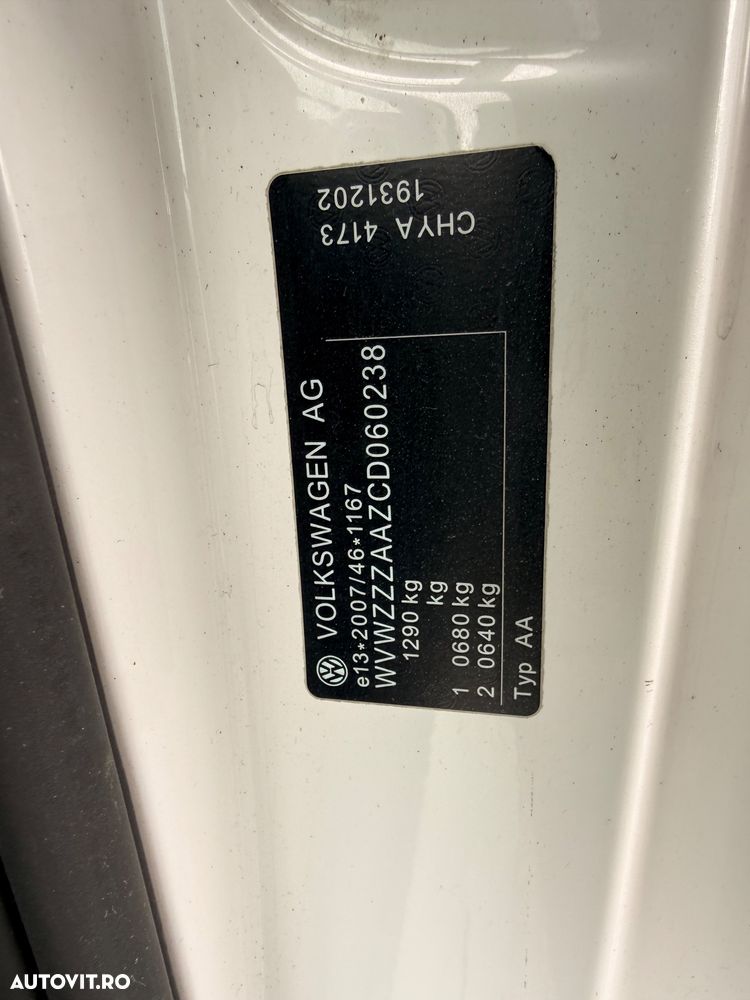 VOLKSWAGEN AG
e13*2007/46*1167
WVWZZZAAZCD060238
1290 kg
kg
1 0680 kg
2 0640 kg
Typ AA
CHYA 4173
1931202
AUTOVIT.RO